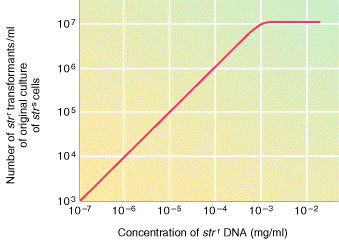 Number of str^r transformants/ml
of original culture
of str^s cells
10^7
10^6
10^5
10^4
10^3
10^−7 10^−6 10^−5 10^−4 10^−3 10^−2
Concentration of str^r DNA (mg/ml)